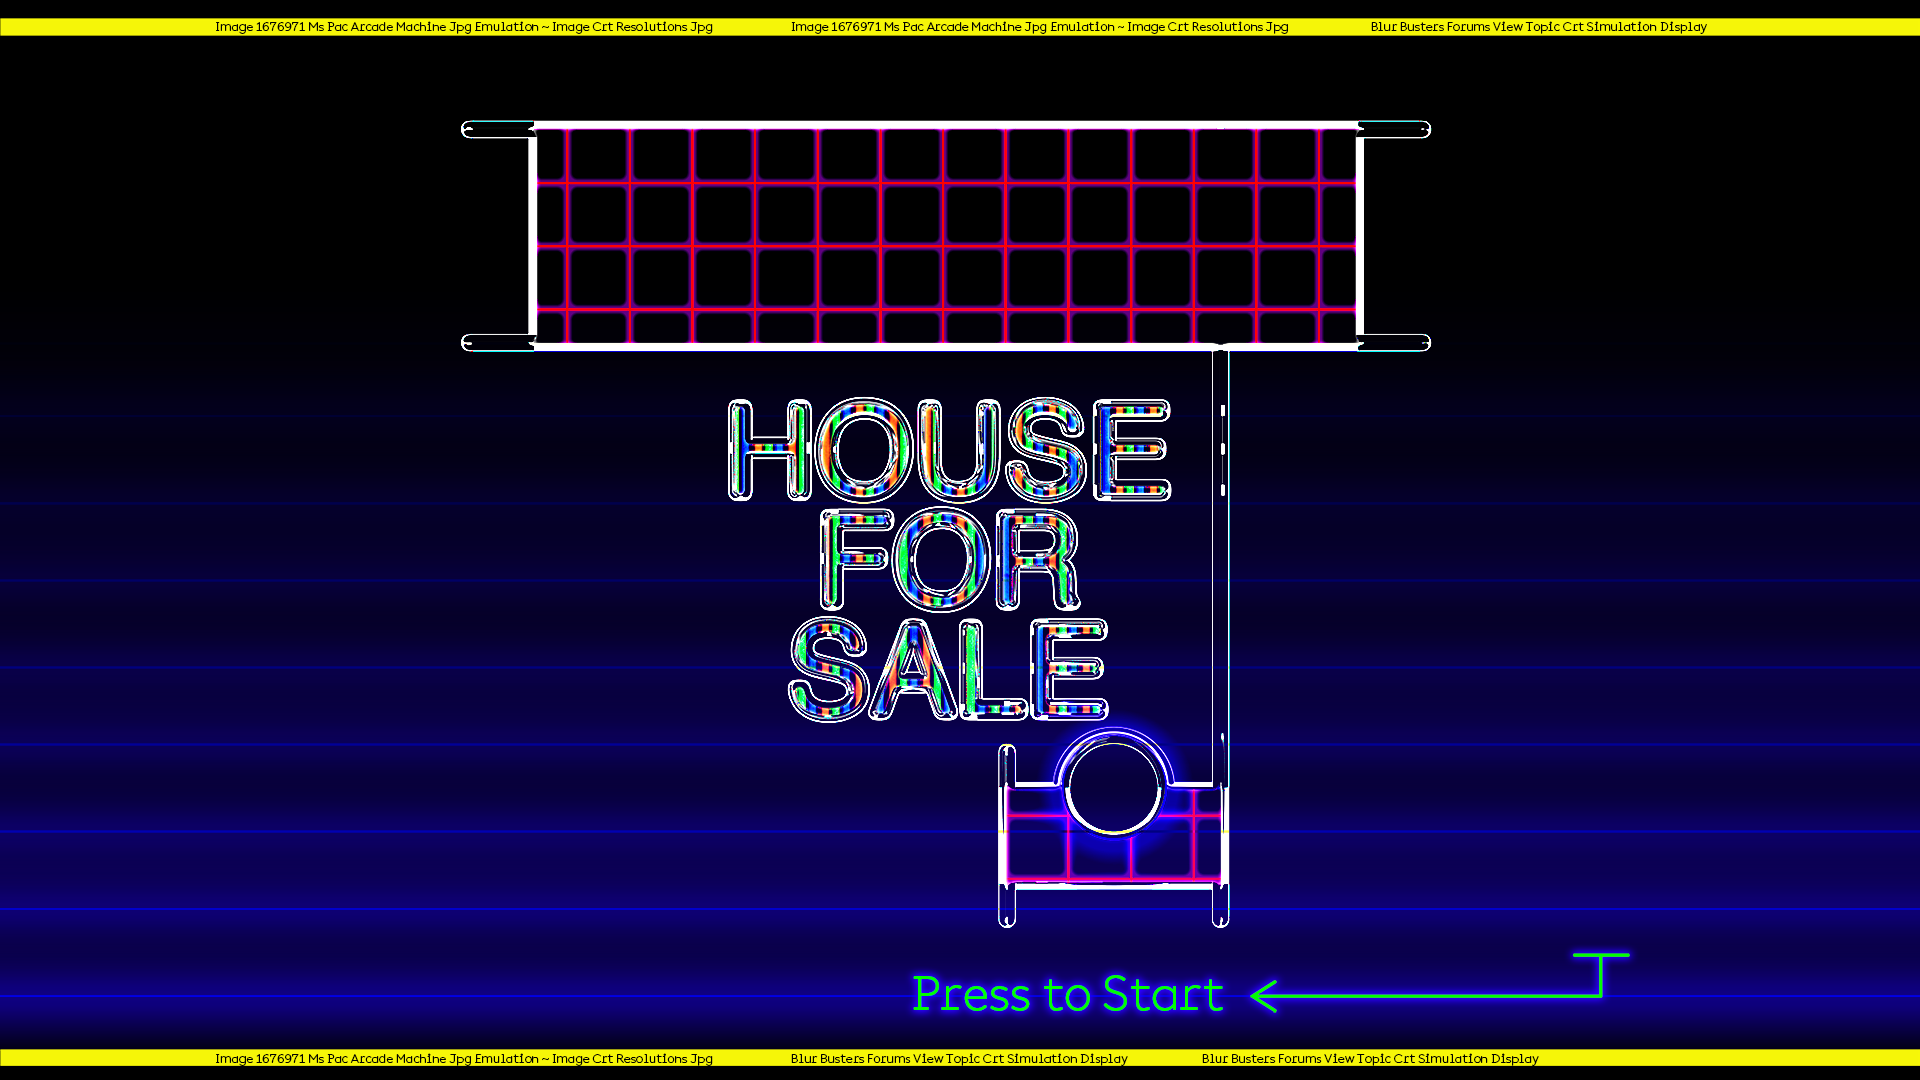 Image 1676971 Ms Pac Arcade Machine Jpg Emulation ~ Image Crt Resolutions Jpg Image 1676971 Ms Pac Arcade Machine Jpg Emulation ~ Image Crt Resolutions Jpg Blur Busters Forums View Topic Crt Simulation Display
HOUSE
FOR
SALE
Press to Start
Image 1676971 Ms Pac Arcade Machine Jpg Emulation ~ Image Crt Resolutions Jpg Blur Busters Forums View Topic Crt Simulation Display Blur Busters Forums View Topic Crt Simulation Display